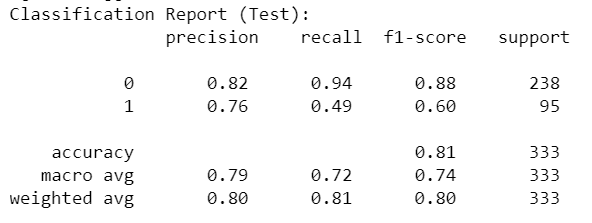 Classification Report (Test):
precision recall f1-score support
0 0.82 0.94 0.88 238
1 0.76 0.49 0.60 95
accuracy 0.81 333
macro avg 0.79 0.72 0.74 333
weighted avg 0.80 0.81 0.80 333